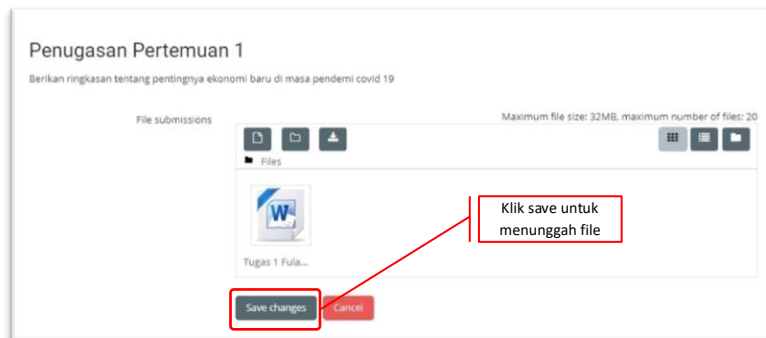 Penugasan Pertemuan 1
Berikan ringkasan tentang pentingnya ekonomi baru di masa pendemi covid 19
File submissions
Maximum file size: 32MB, maximum number of files: 20
Files
Klik save untuk
menunggah file
Tugas 1 Fula...
Save changes
Cancel